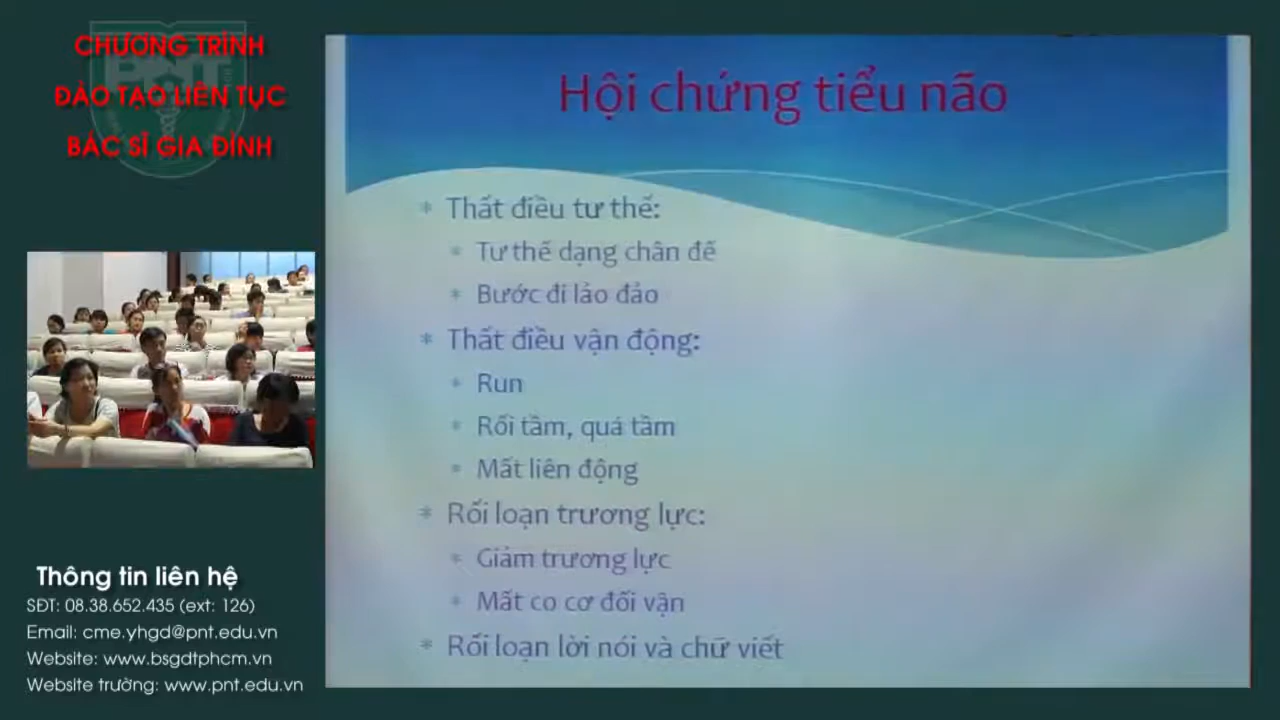 CHƯƠNG TRÌNH
ĐÀO TẠO LIÊN TỤC
BÁC SĨ GIA ĐÌNH
PNT
Hội chứng tiểu não
* Thất điều tư thế:
* Tư thế dạng chân đế
* Bước đi lảo đảo
* Thất điều vận động:
* Run
* Rối tầm, quá tầm
* Mất liên động
* Rối loạn trương lực:
* Giảm trương lực
* Mất co cơ đối vận
* Rối loạn lời nói và chữ viết
Thông tin liên hệ
SĐT: 08.38.652.435 (ext: 126)
Email: cme.yhgd@pnt.edu.vn
Website: www.bsgdtphcm.vn
Website trường: www.pnt.edu.vn